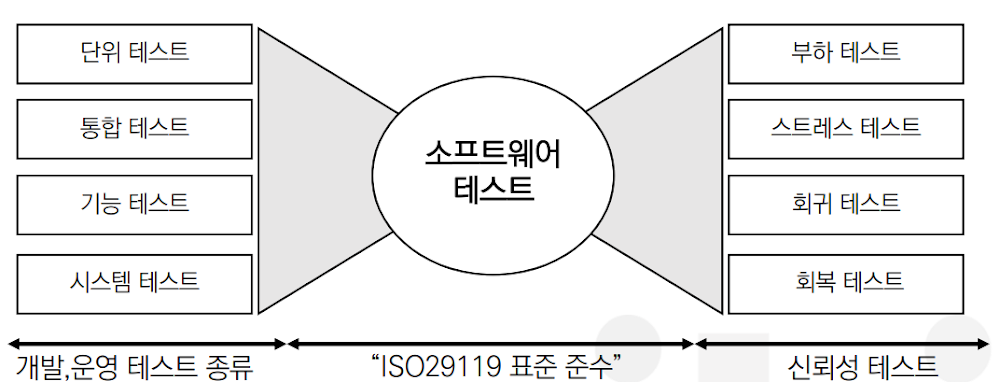 단위 테스트
통합 테스트
기능 테스트
시스템 테스트
소프트웨어
테스트
부하 테스트
스트레스 테스트
회귀 테스트
회복 테스트
개발,운영 테스트 종류
“ISO29119 표준 준수”
신뢰성 테스트